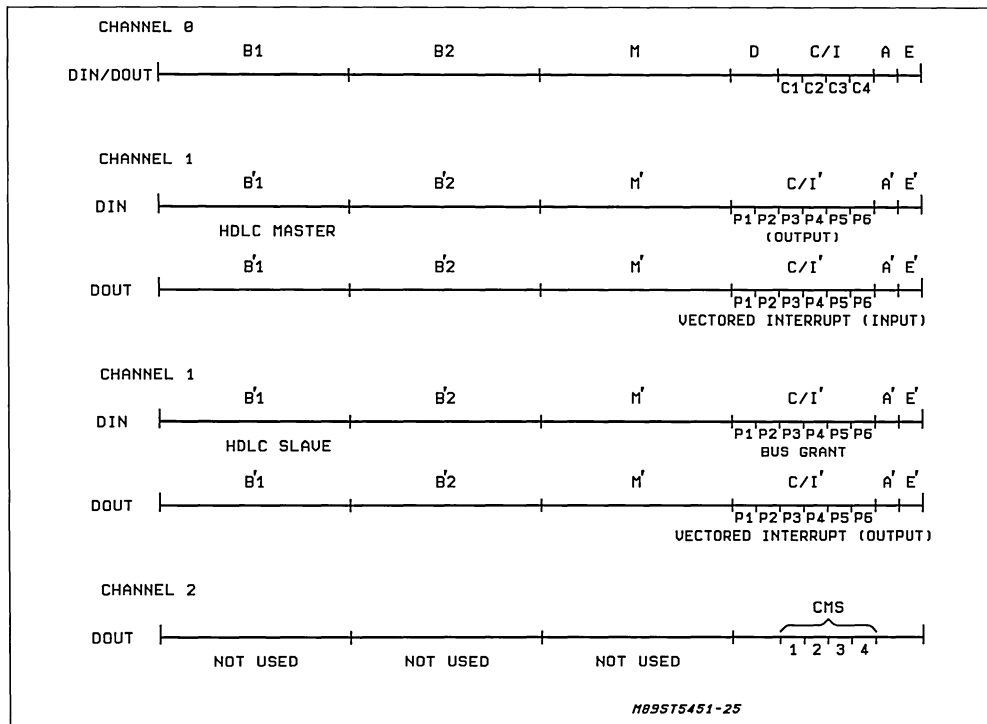 CHANNEL 0
B1 B2 M D C/I A E
DIN/DOUT
C1 C2 C3 C4
CHANNEL 1
B'1 B'2 M' C/I' A' E'
DIN
P1 P2 P3 P4 P5 P6
HDLC MASTER (OUTPUT)
B'1 B'2 M' C/I' A' E'
DOUT
P1 P2 P3 P4 P5 P6
VECTORED INTERRUPT (INPUT)
CHANNEL 1
B'1 B'2 M' C/I' A' E'
DIN
P1 P2 P3 P4 P5 P6
HDLC SLAVE BUS GRANT
B'1 B'2 M' C/I' A' E'
DOUT
P1 P2 P3 P4 P5 P6
VECTORED INTERRUPT (OUTPUT)
CHANNEL 2
CMS
DOUT
1 2 3 4
NOT USED NOT USED NOT USED
M89ST5451-25